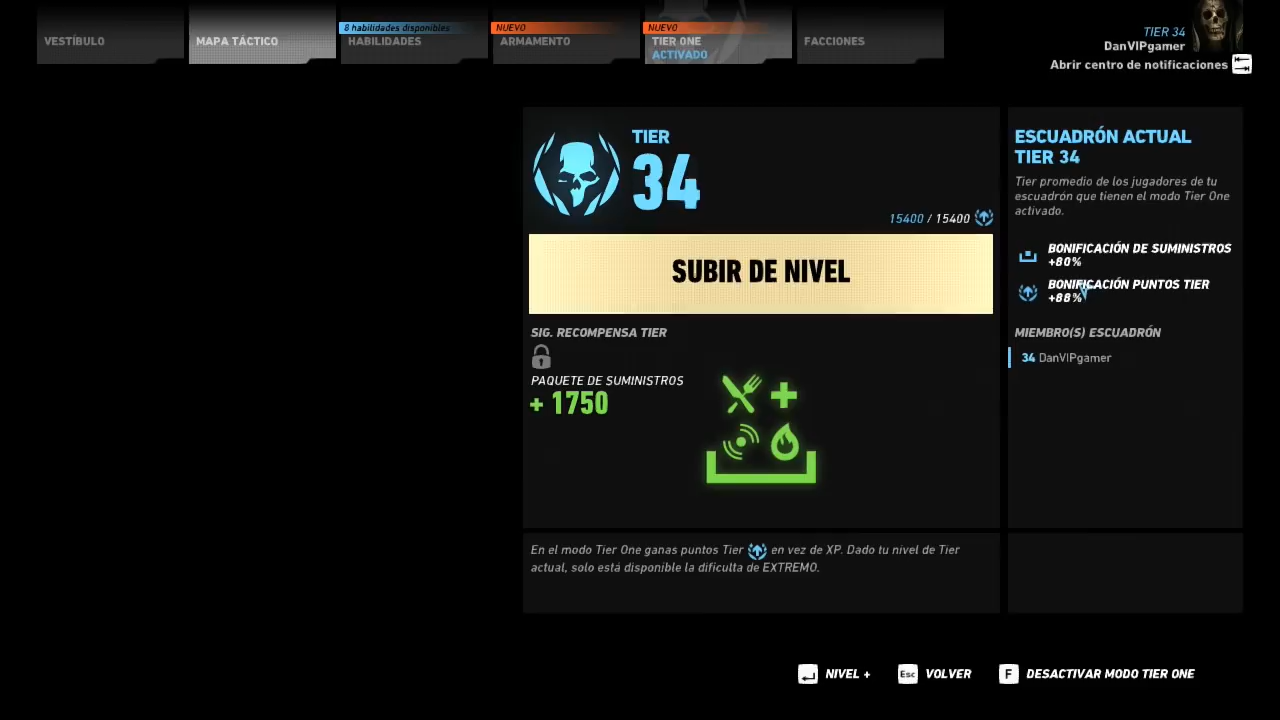 VESTÍBULO
MAPA TÁCTICO
8 habilidades disponibles
HABILIDADES
NUEVO
ARMAMENTO
NUEVO
TIER ONE
ACTIVADO
FACCIONES
TIER 34
DanVIPgamer
Abrir centro de notificaciones
TIER
34
15400 / 15400
SUBIR DE NIVEL
SIG. RECOMPENSA TIER
PAQUETE DE SUMINISTROS
+ 1750
En el modo Tier One ganas puntos Tier en vez de XP. Dado tu nivel de Tier
actual, solo está disponible la dificulta de EXTREMO.
ESCUADRÓN ACTUAL
TIER 34
Tier promedio de los jugadores de tu
escuadrón que tienen el modo Tier One
activado.
BONIFICACIÓN DE SUMINISTROS
+80%
BONIFICACIÓN PUNTOS TIER
+88%
MIEMBRO(S) ESCUADRÓN
34 DanVIPgamer
NIVEL +
Esc VOLVER
F DESACTIVAR MODO TIER ONE